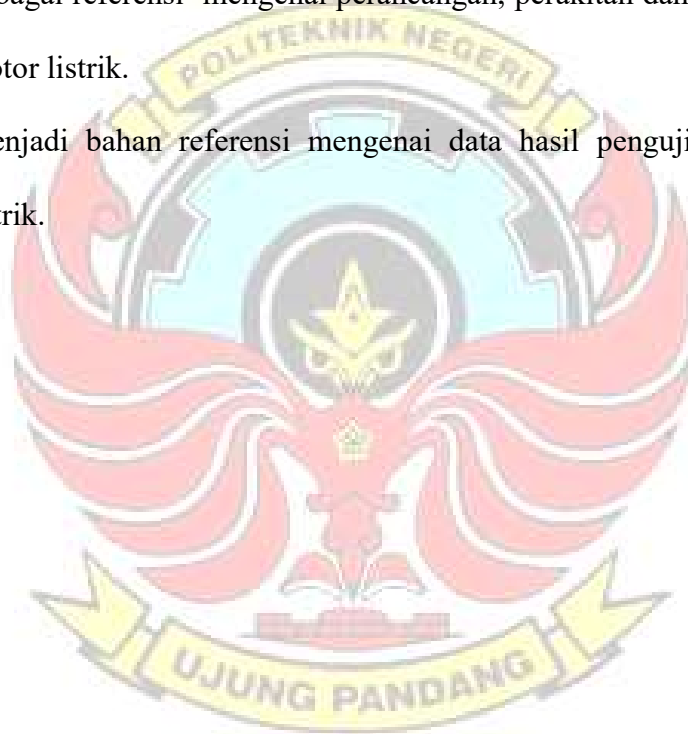 bagai referensi mengenai perancangan, perakitan dan
otor listrik.
enjadi bahan referensi mengenai data hasil penguji
trik.
POLITEKNIK NEGERI
UJUNG PANDANG